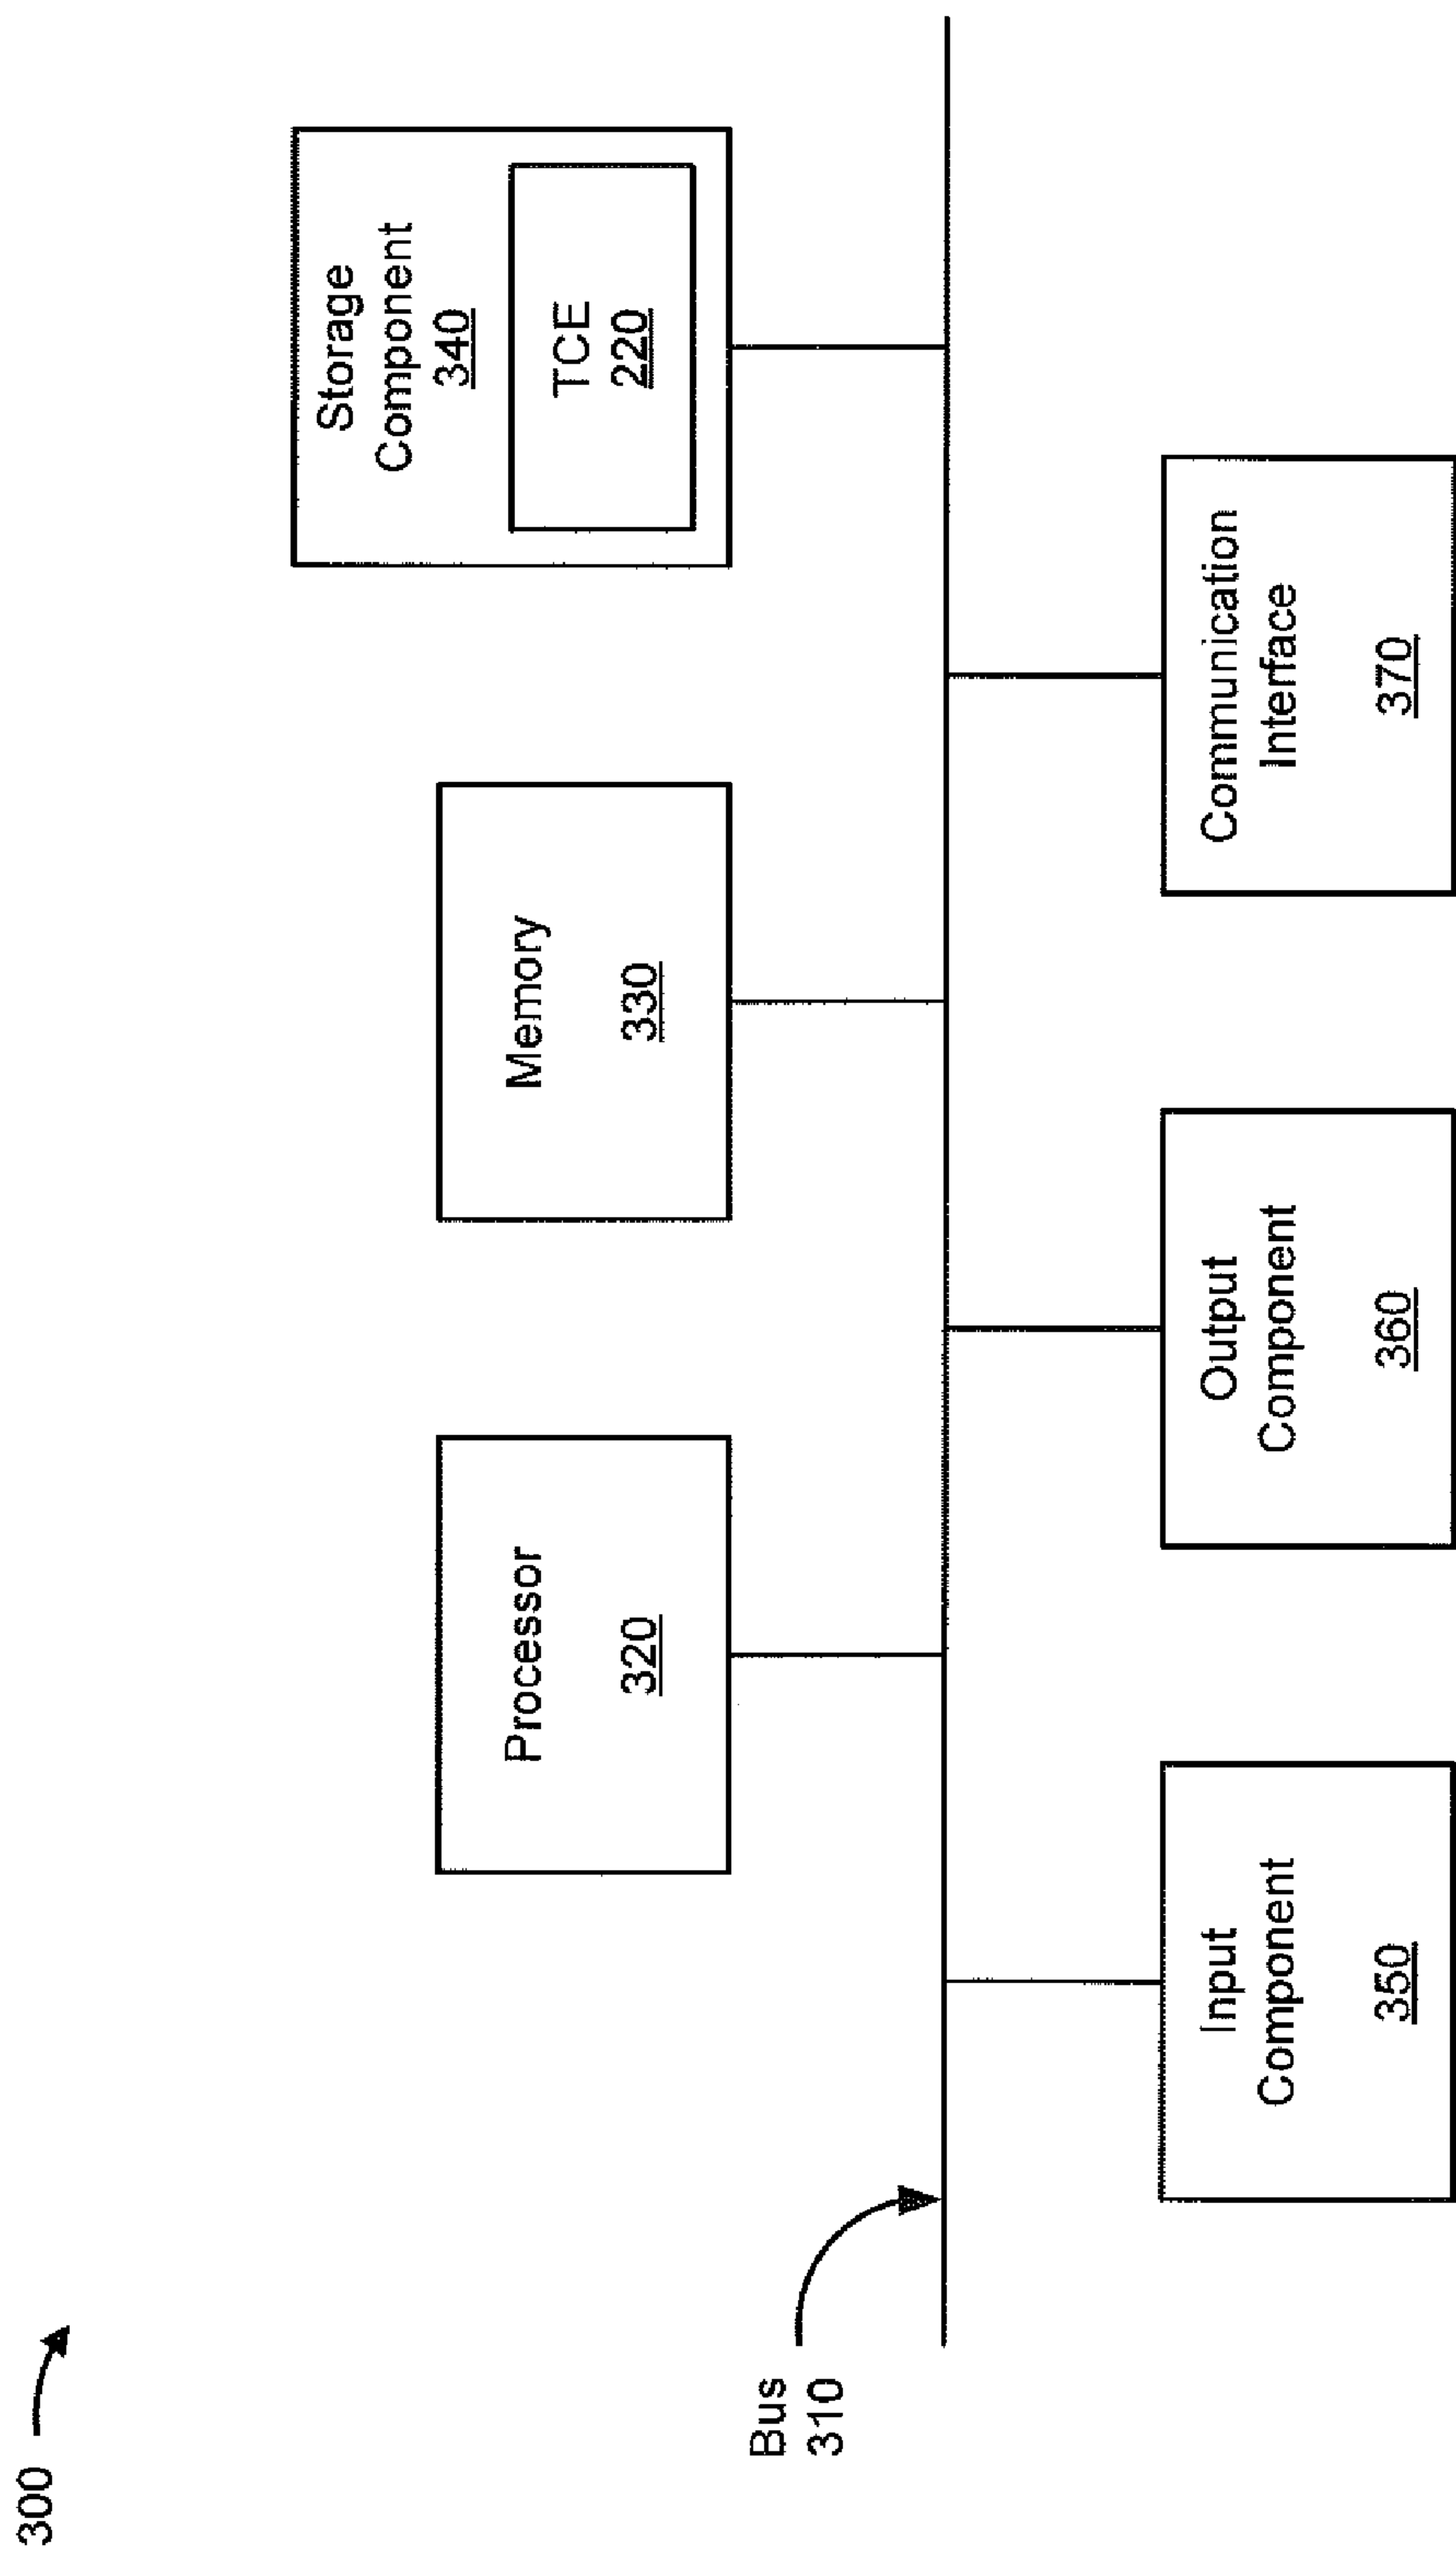 300
Bus
310
Processor
320
Memory
330
Storage
Component
340
TCE
220
Input
Component
350
Output
Component
360
Communication
Interface
370